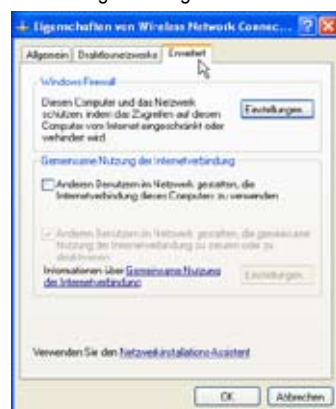 Eigenschaften von Wireless Network Connec...
Allgemein
Drahtlosnetzwerke
Erweitert
Windows Firewall
Diesen Computer und das Netzwerk
schützen, indem das Zugreifen auf diesen
Computer vom Internet eingeschränkt oder
verhindert wird
Einstellungen...
Gemeinsame Nutzung der Internetverbindung
Anderen Benutzern im Netzwerk gestatten, die
Internetverbindung dieses Computers zu verwenden
Anderen Benutzern im Netzwerk gestatten, die gemeinsame
Nutzung der Internetverbindung zu steuern oder zu
deaktivieren
Informationen über Gemeinsame Nutzung
der Internetverbindung
Einstellungen...
Verwenden Sie den Netzwerkinstallations-Assistent
OK
Abbrechen